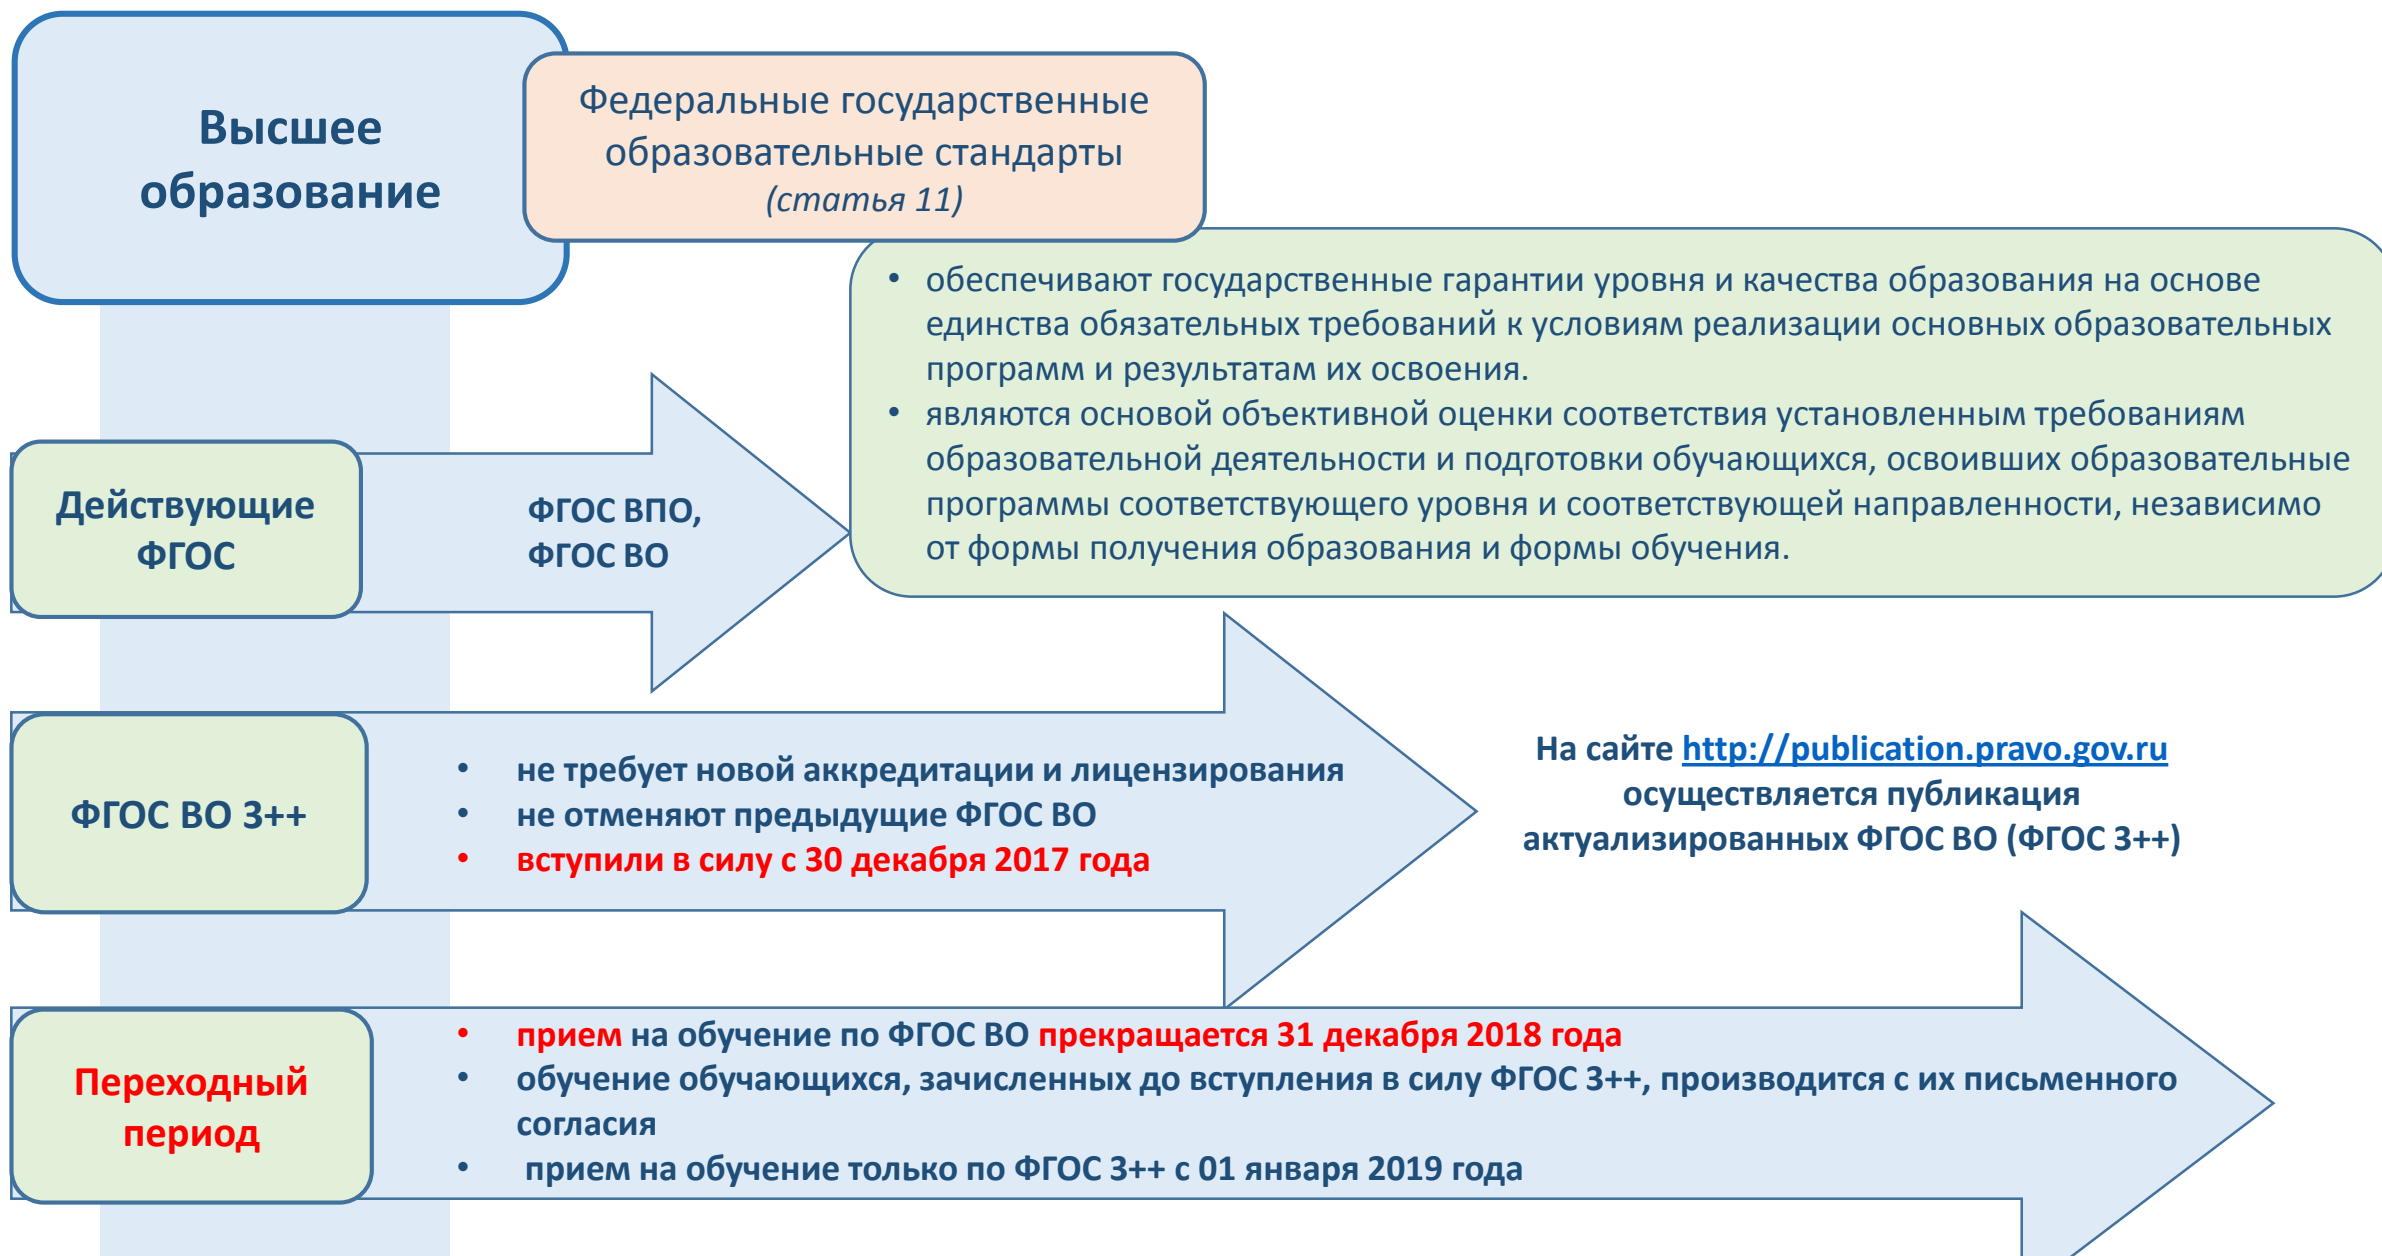 Высшее
образование
Федеральные государственные
образовательные стандарты
(статья 11)
• обеспечивают государственные гарантии уровня и качества образования на основе
единства обязательных требований к условиям реализации основных образовательных
программ и результатам их освоения.
• являются основой объективной оценки соответствия установленным требованиям
образовательной деятельности и подготовки обучающихся, освоивших образовательные
программы соответствующего уровня и соответствующей направленности, независимо
от формы получения образования и формы обучения.
Действующие
ФГОС
ФГОС ВПО,
ФГОС ВО
ФГОС ВО 3++
• не требует новой аккредитации и лицензирования
• не отменяют предыдущие ФГОС ВО
• вступили в силу с 30 декабря 2017 года
На сайте http://publication.pravo.gov.ru
осуществляется публикация
актуализированных ФГОС ВО (ФГОС 3++)
Переходный
период
• прием на обучение по ФГОС ВО прекращается 31 декабря 2018 года
• обучение обучающихся, зачисленных до вступления в силу ФГОС 3++, производится с их письменного
согласия
• прием на обучение только по ФГОС 3++ с 01 января 2019 года